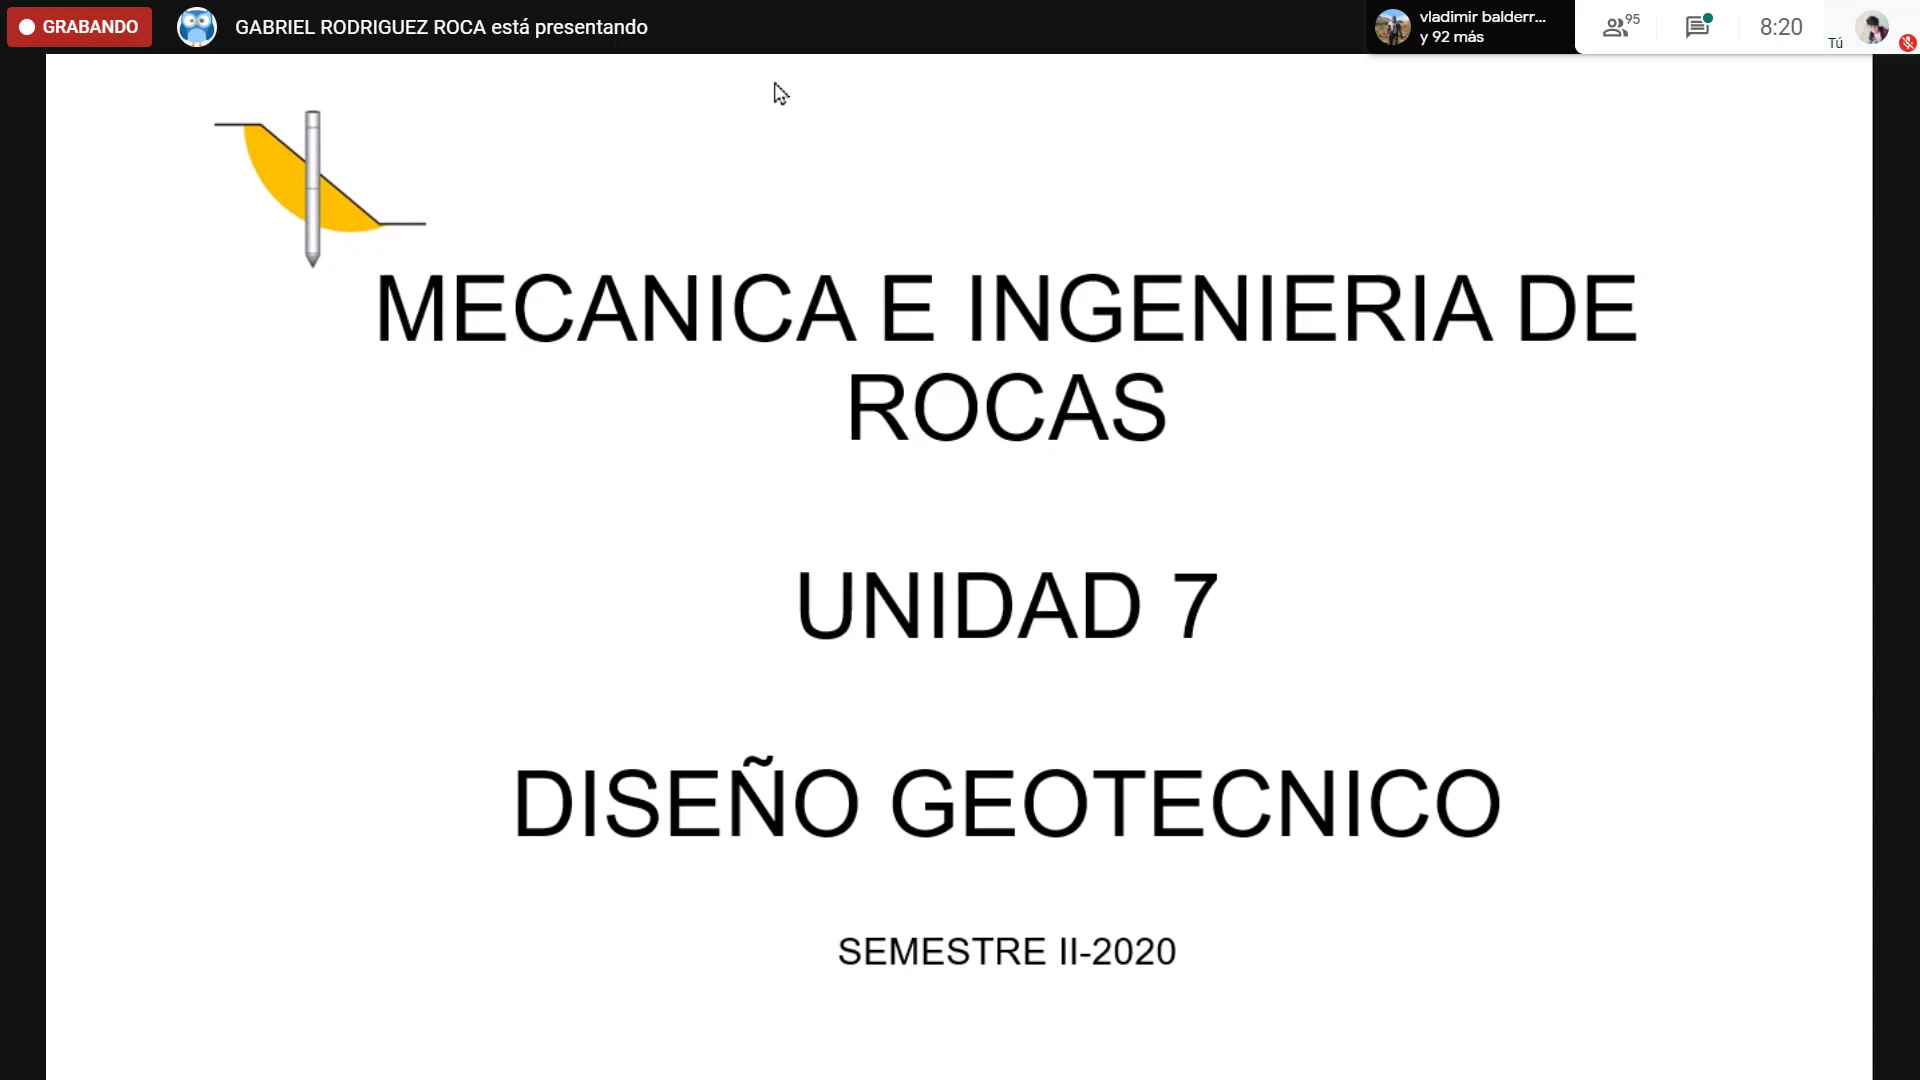 GRABANDO
GABRIEL RODRIGUEZ ROCA está presentando
vladimir balderr...
y 92 más
95
8:20
Tú
MECANICA E INGENIERIA DE
ROCAS
UNIDAD 7
DISEÑO GEOTECNICO
SEMESTRE II-2020